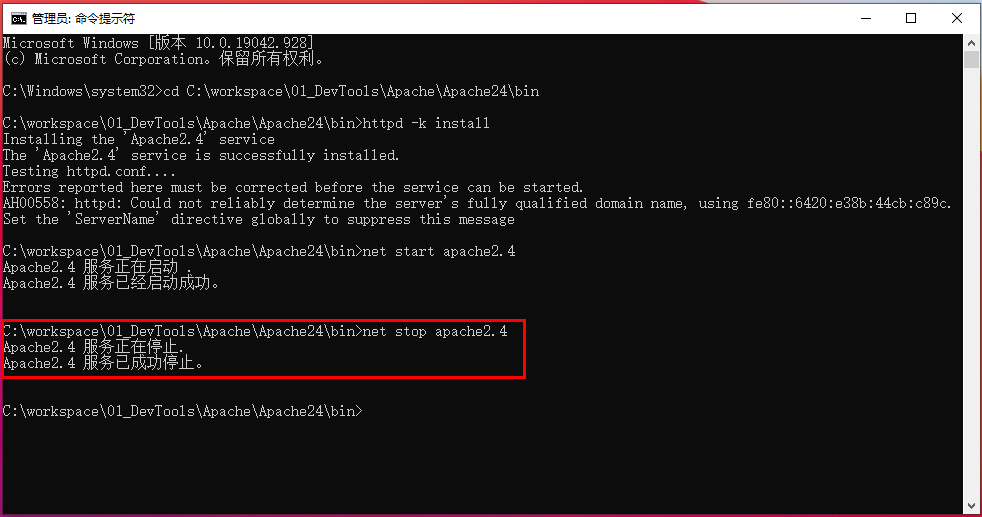 管理员: 命令提示符
Microsoft Windows [版本 10.0.19042.928]
(c) Microsoft Corporation。保留所有权利。
C:\Windows\system32>cd C:\workspace\01_DevTools\Apache\Apache24\bin
C:\workspace\01_DevTools\Apache\Apache24\bin>httpd -k install
Installing the 'Apache2.4' service
The 'Apache2.4' service is successfully installed.
Testing httpd.conf....
Errors reported here must be corrected before the service can be started.
AH00558: httpd: Could not reliably determine the server's fully qualified domain name, using fe80::6420:e38b:44cb:c89c.
Set the 'ServerName' directive globally to suppress this message
C:\workspace\01_DevTools\Apache\Apache24\bin>net start apache2.4
Apache2.4 服务正在启动 .
Apache2.4 服务已经启动成功。
C:\workspace\01_DevTools\Apache\Apache24\bin>net stop apache2.4
Apache2.4 服务正在停止.
Apache2.4 服务已成功停止。
C:\workspace\01_DevTools\Apache\Apache24\bin>